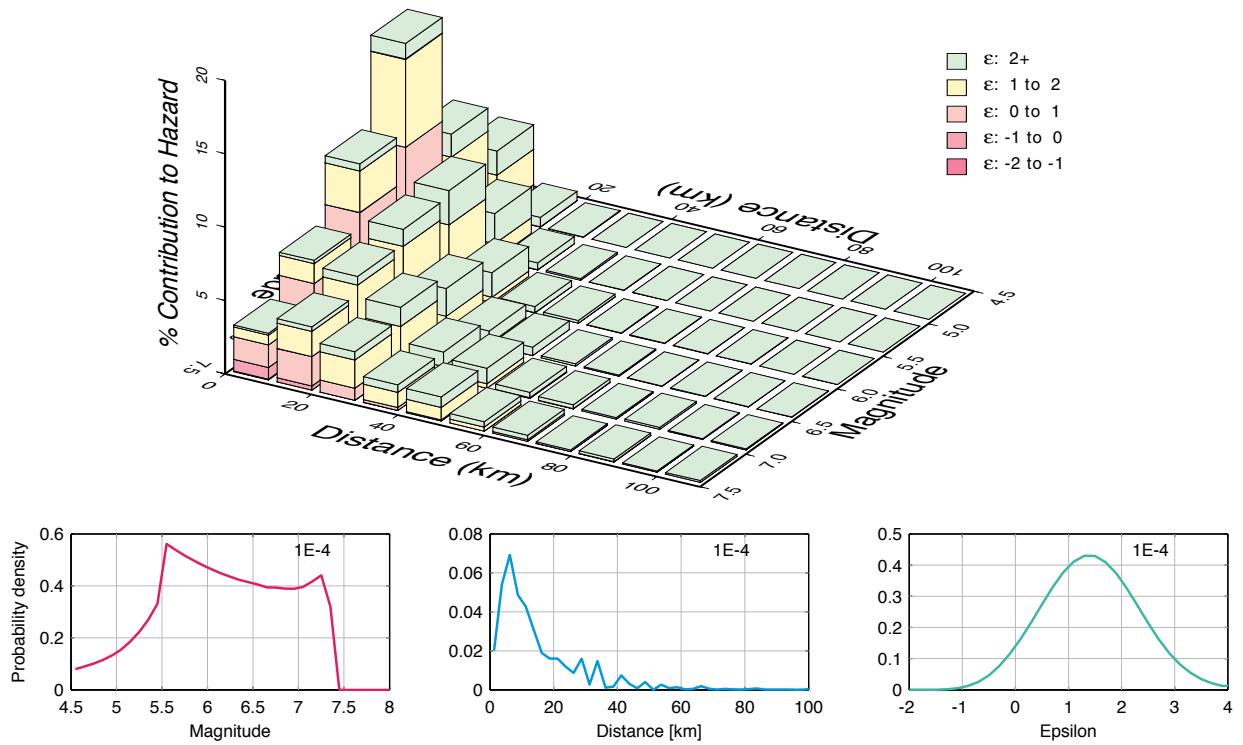 % Contribution to Hazard
20
15
10
5
ε: 2+
ε: 1 to 2
ε: 0 to 1
ε: -1 to 0
ε: -2 to -1
20
40
60
80
100
Distance (km)
4.5
5.0
5.5
6.0
6.5
7.0
7.5
Magnitude
7.5
0
20
40
60
80
100
Distance (km)
Probability density
0.6
0.4
0.2
0
1E-4
4.5 5 5.5 6 6.5 7 7.5 8
Magnitude
0.08
0.06
0.04
0.02
0
1E-4
0 20 40 60 80 100
Distance [km]
0.5
0.4
0.3
0.2
0.1
0
1E-4
-2 -1 0 1 2 3 4
Epsilon